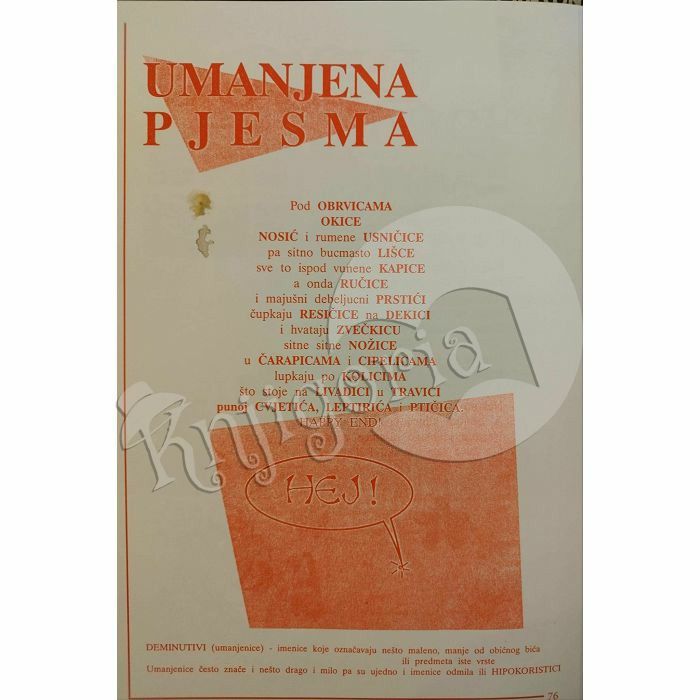 UMANJENA
PJESMA
Pod OBRVICAMA
OKICE
NOSIĆ i rumene USNIČICE
pa sitno bucmasto LIŠCE
sve to ispod vunene KAPICE
a onda RUČICE
i majušni debeljucni PRSTIĆI
čupkaju RESIČICE na DEKICI
i hvataju ZVEČKICU
sitne sitne NOŽICE
u ČARAPICAMA i CIPELICAMA
lupkaju po KOLICIMA
što stoje na LIVADICI u TRAVICI
punoj CVJETIĆA, LEPTIRIĆA i PTIČICA.
HAPPY END!
Knjigoria
HEJ!
DEMINUTIVI (umanjenice) - imenice koje označavaju nešto maleno, manje od običnog bića
ili predmeta iste vrste
Umanjenice često znače i nešto drago i milo pa su ujedno i imenice odmila ili HIPOKORISTICI
76